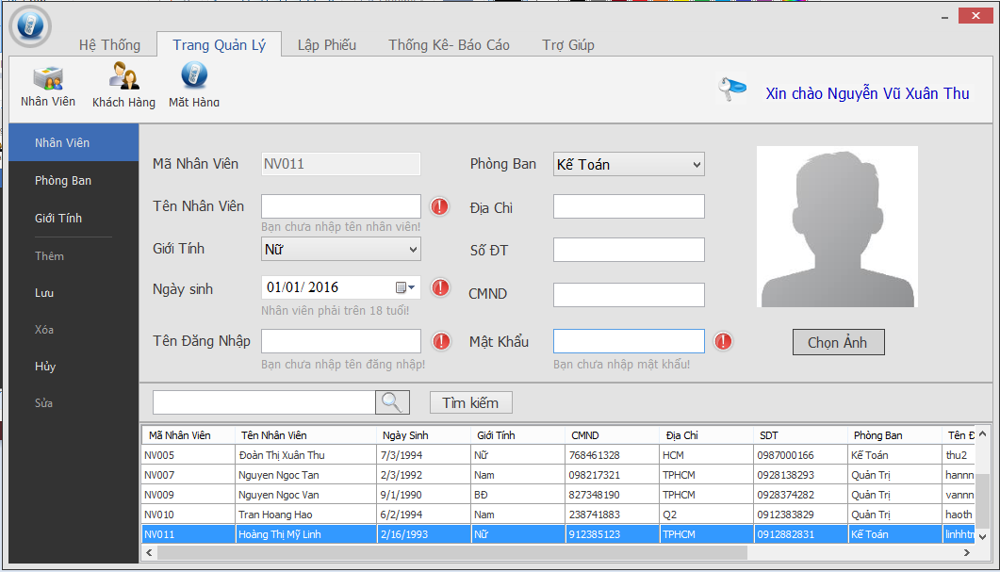 Hệ Thống Trang Quản Lý Lập Phiếu Thống Kê- Báo Cáo Trợ Giúp
Nhân Viên Khách Hàng Mặt Hàng
Xin chào Nguyễn Vũ Xuân Thu
Nhân Viên
Phòng Ban
Giới Tính
Thêm
Lưu
Xóa
Hủy
Sửa
Mã Nhân Viên NV011 Phòng Ban Kế Toán
Tên Nhân Viên Địa Chỉ
Bạn chưa nhập tên nhân viên!
Giới Tính Nữ Số ĐT
Ngày sinh 01/01/ 2016 CMND
Nhân viên phải trên 18 tuổi!
Tên Đăng Nhập Mật Khẩu
Bạn chưa nhập tên đăng nhập! Bạn chưa nhập mật khẩu!
Chọn Ảnh
Tìm kiếm
Mã Nhân Viên Tên Nhân Viên Ngày Sinh Giới Tính CMND Địa Chỉ SDT Phòng Ban Tên Đ
NV005 Đoàn Thị Xuân Thu 7/3/1994 Nữ 768461328 HCM 0987000166 Kế Toán thu2
NV007 Nguyen Ngoc Tan 2/3/1992 Nam 098217321 TPHCM 0928138293 Quản Trị hannn
NV009 Nguyen Ngoc Van 9/1/1990 BĐ 827348190 TPHCM 0928374282 Quản Trị vannn
NV010 Tran Hoang Hao 6/2/1994 Nam 238741883 Q2 0912383829 Quản Trị haoth
NV011 Hoàng Thị Mỹ Linh 2/16/1993 Nữ 912385123 TPHCM 0912882831 Kế Toán linhhtm